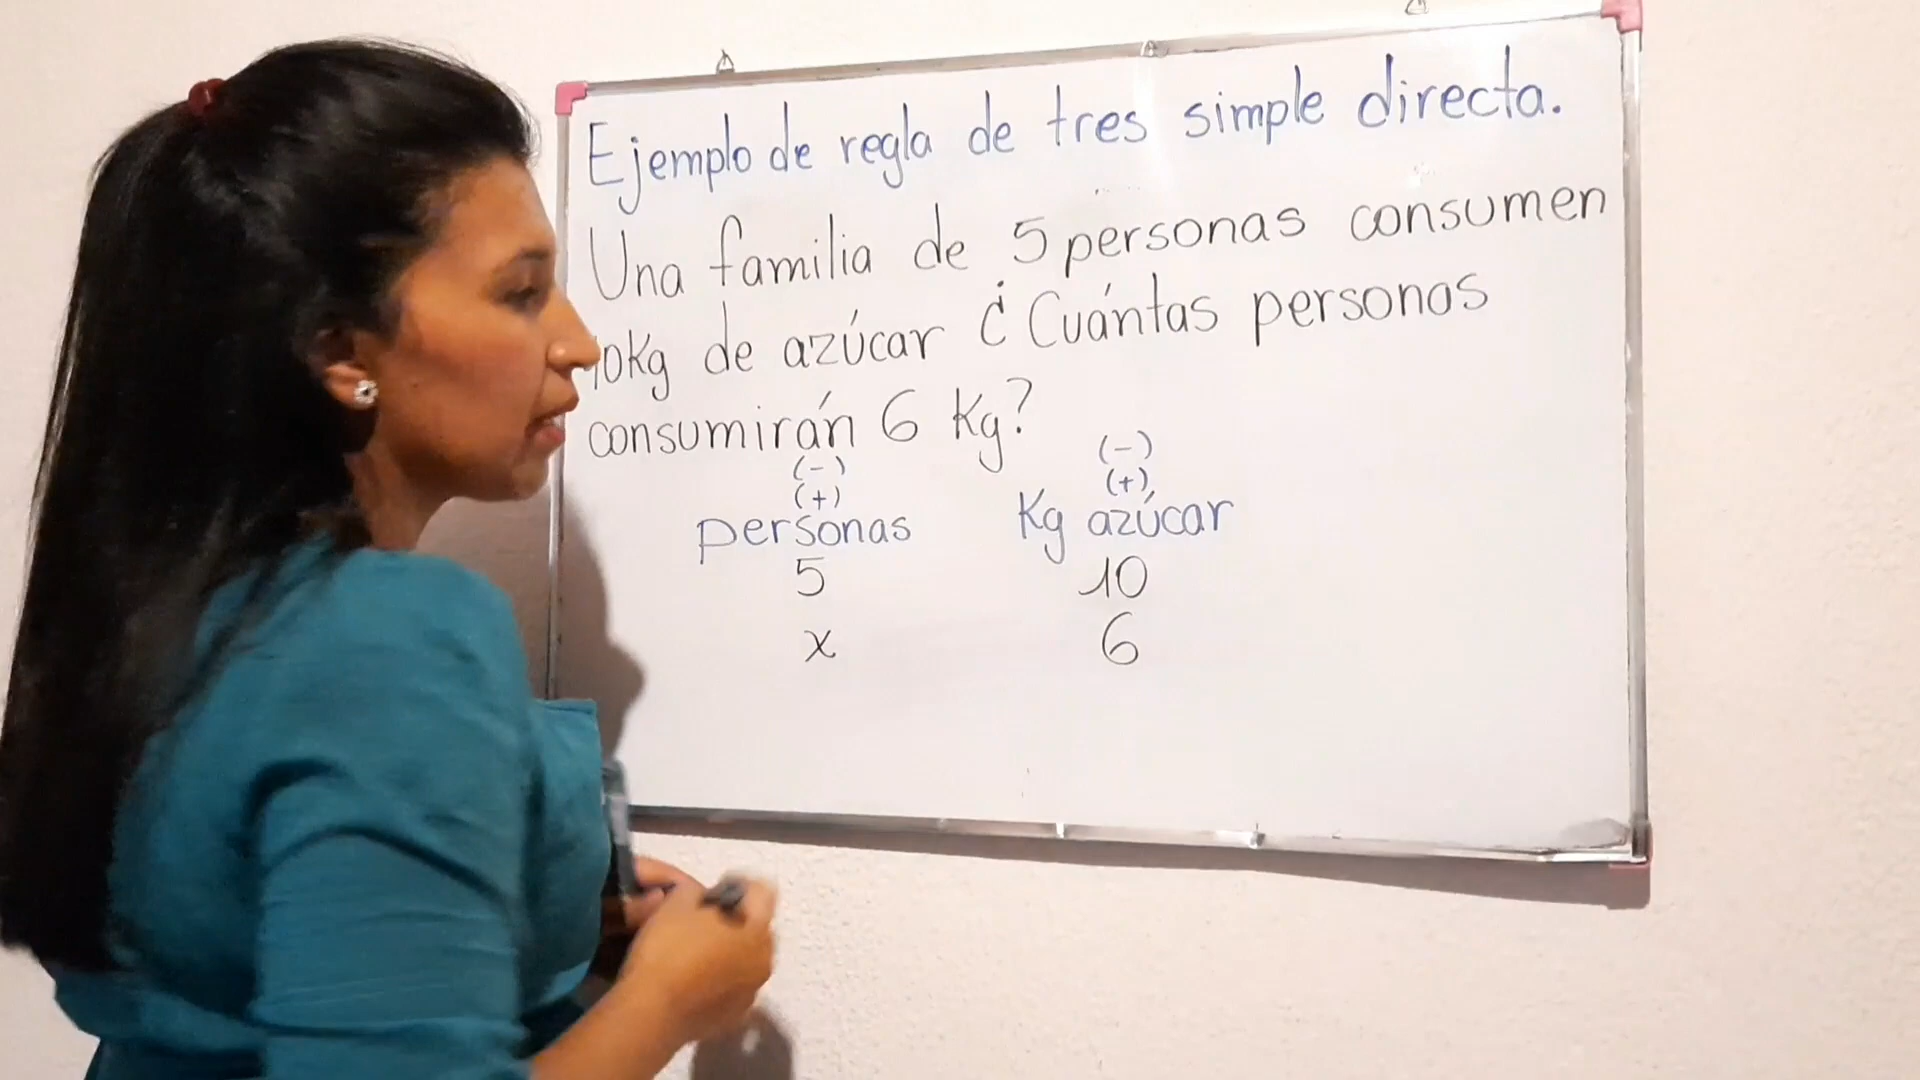 Ejemplo de regla de tres simple directa.
Una familia de 5 personas consumen
10Kg de azúcar ¿Cuántas personas
consumirán 6 Kg?
(-) (-)
(+) (+)
personas Kg azúcar
5 10
x 6